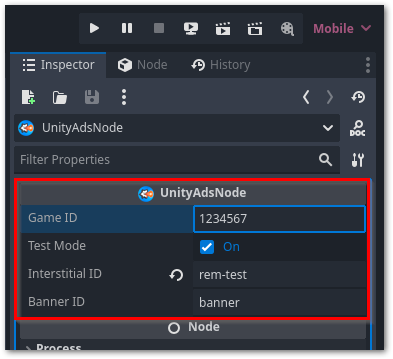 Mobile
Inspector Node History
UnityAdsNode
DOC
Filter Properties
UnityAdsNode
Game ID 1234567
Test Mode On
Interstitial ID rem-test
Banner ID banner
Node
Process